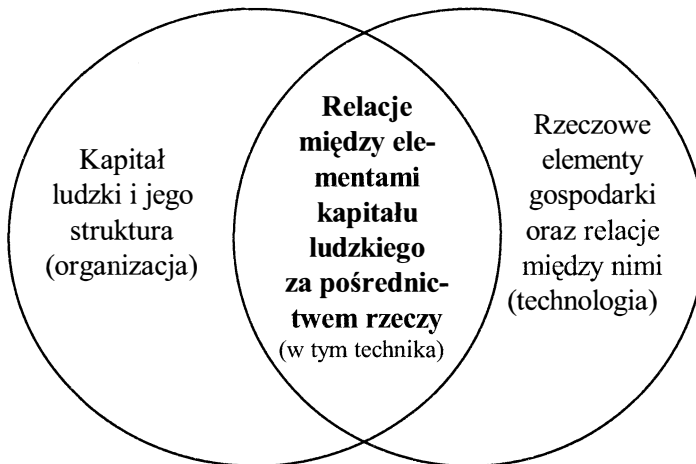 Kapitał
ludzki i jego
struktura
(organizacja)
Relacje
między ele-
mentami
kapitału
ludzkiego
za pośrednic-
twem rzeczy
(w tym technika)
Rzeczowe
elementy
gospodarki
oraz relacje
między nimi
(technologia)